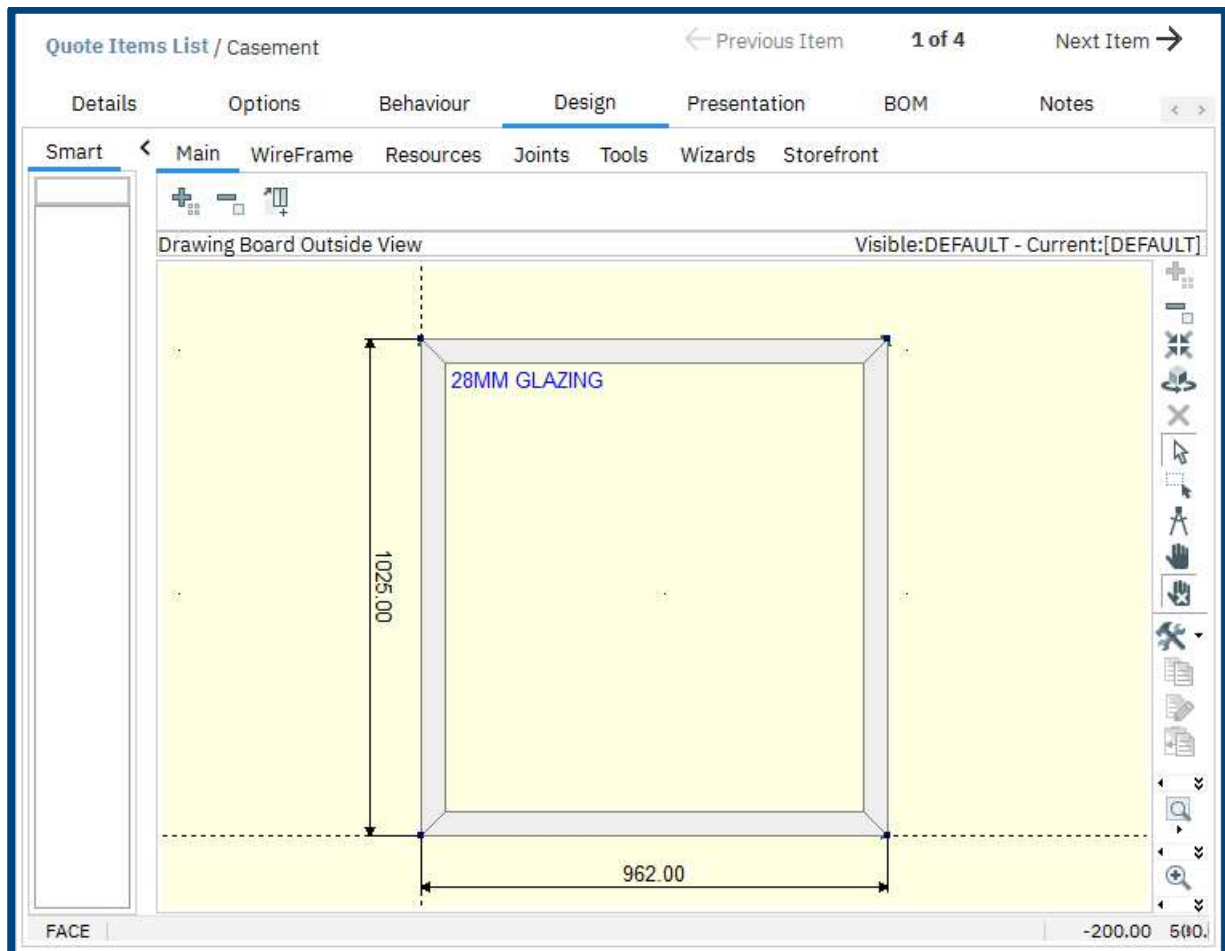 Quote Items List / Casement Previous Item 1 of 4 Next Item
Details Options Behaviour Design Presentation BOM Notes
Smart Main WireFrame Resources Joints Tools Wizards Storefront
Drawing Board Outside View Visible:DEFAULT - Current:[DEFAULT]
28MM GLAZING
1025.00
962.00
FACE -200.00